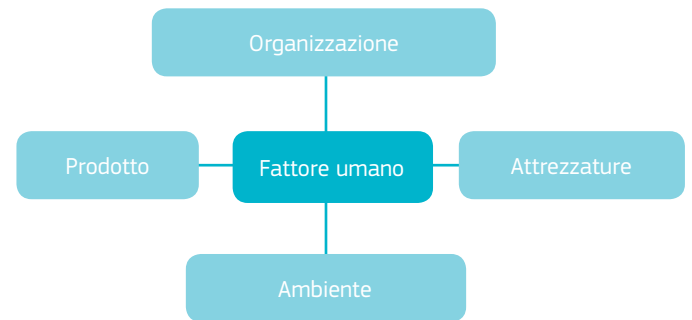 Organizzazione
Prodotto
Fattore umano
Attrezzature
Ambiente